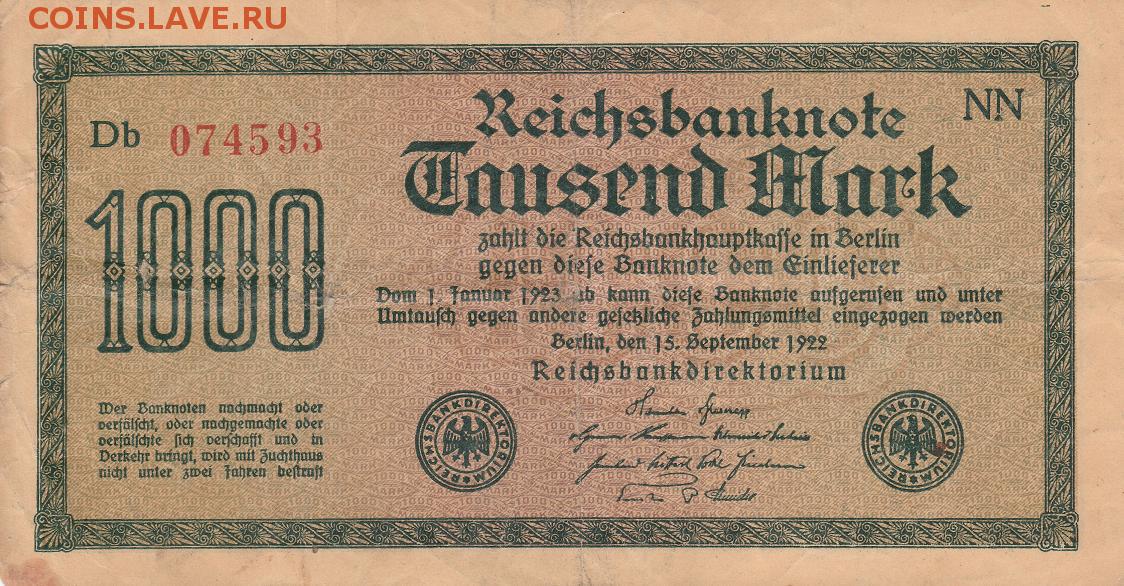 COINS.LAVE.RU
Reichsbanknote
NN
Db 074593
Tausend Mark
1000
zahlt die Reichsbankhauptkasse in Berlin
gegen diese Banknote dem Einlieferer
Vom 1. Januar 1923 ab kann diese Banknote aufgerufen und unter
Umtausch gegen andere gesetzliche Zahlungsmittel eingezogen werden
Berlin, den 15. September 1922
Reichsbankdirektorium
Wer Banknoten nachmacht oder
verfälscht, oder nachgemachte oder
verfälschte sich verschafft und in
Verkehr bringt, wird mit Zuchthaus
nicht unter zwei Jahren bestraft
REICHSBANKDIREKTORIUM
REICHSBANKDIREKTORIUM